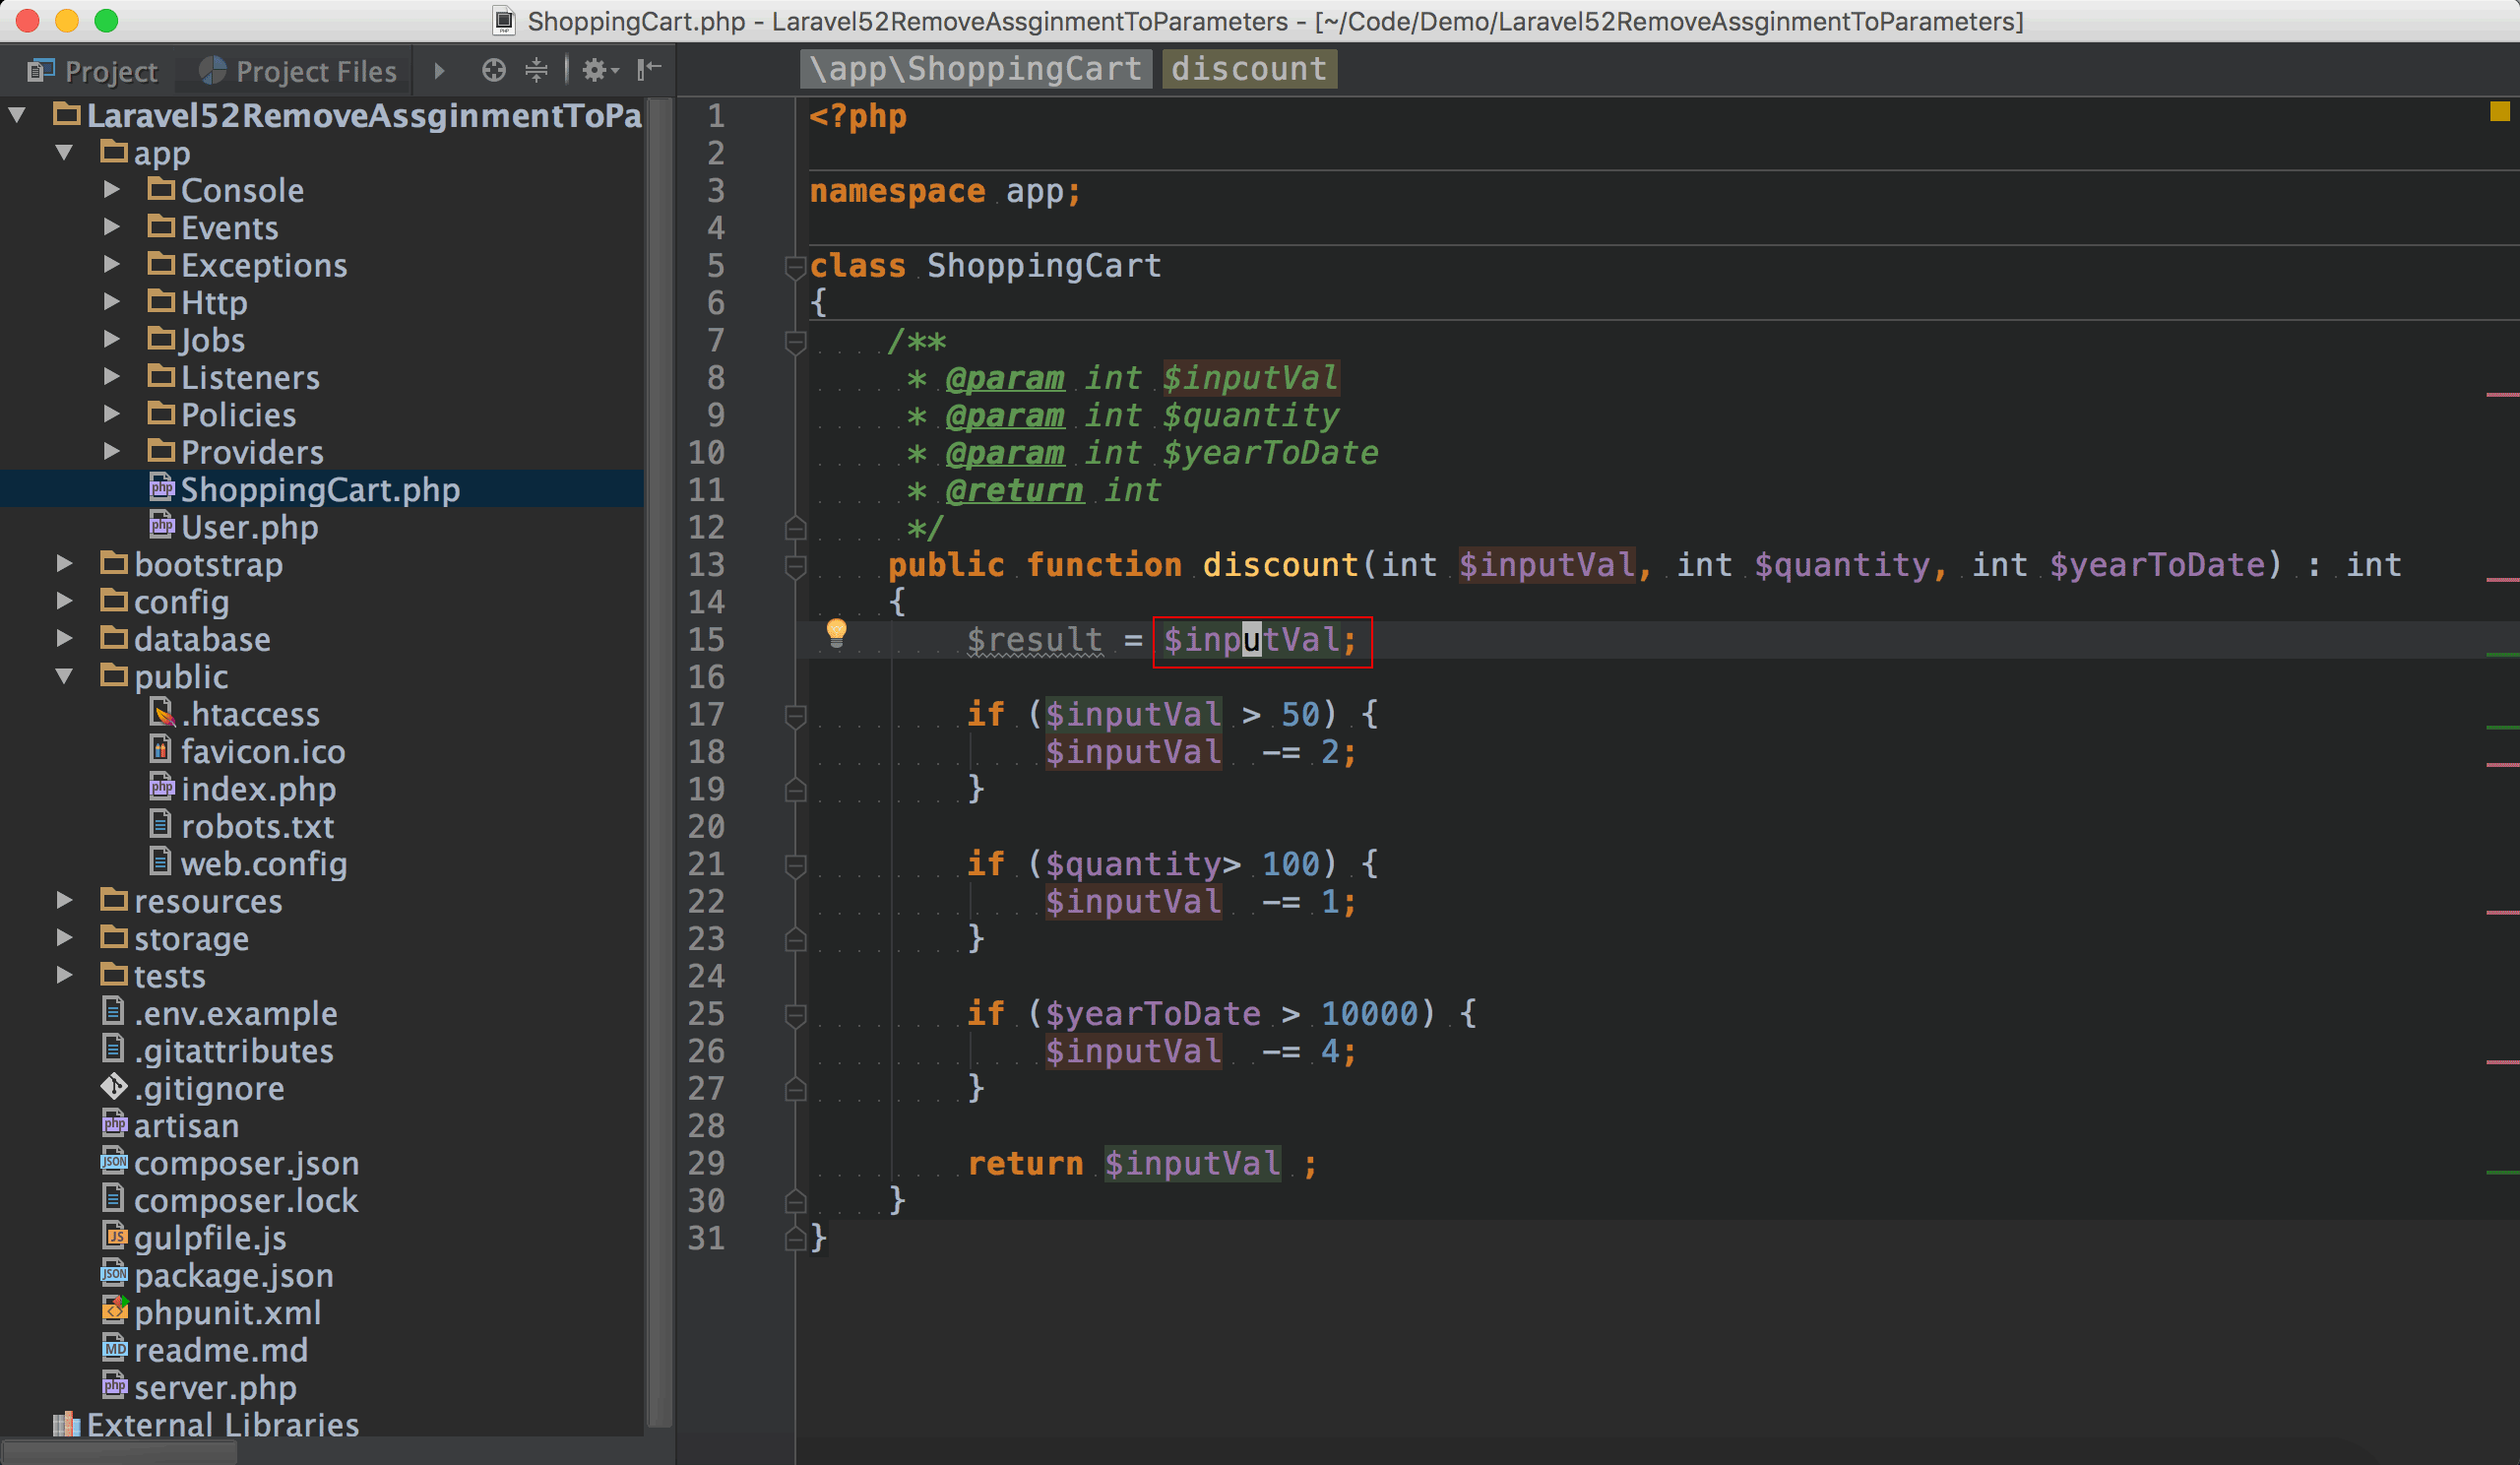 ShoppingCart.php - Laravel52RemoveAssginmentToParameters - [~/Code/Demo/Laravel52RemoveAssginmentToParameters]
Project Project Files
Laravel52RemoveAssginmentToPa
app
Console
Events
Exceptions
Http
Jobs
Listeners
Policies
Providers
ShoppingCart.php
User.php
bootstrap
config
database
public
.htaccess
favicon.ico
index.php
robots.txt
web.config
resources
storage
tests
.env.example
.gitattributes
.gitignore
artisan
composer.json
composer.lock
gulpfile.js
package.json
phpunit.xml
readme.md
server.php
External Libraries
\app\ShoppingCart discount
1 <?php
2
3 namespace app;
4
5 class ShoppingCart
6 {
7 /**
8 * @param int $inputVal
9 * @param int $quantity
10 * @param int $yearToDate
11 * @return int
12 */
13 public function discount(int $inputVal, int $quantity, int $yearToDate) : int
14 {
15 $result = $inputVal;
16
17 if ($inputVal > 50) {
18 $inputVal -= 2;
19 }
20
21 if ($quantity> 100) {
22 $inputVal -= 1;
23 }
24
25 if ($yearToDate > 10000) {
26 $inputVal -= 4;
27 }
28
29 return $inputVal ;
30 }
31 }